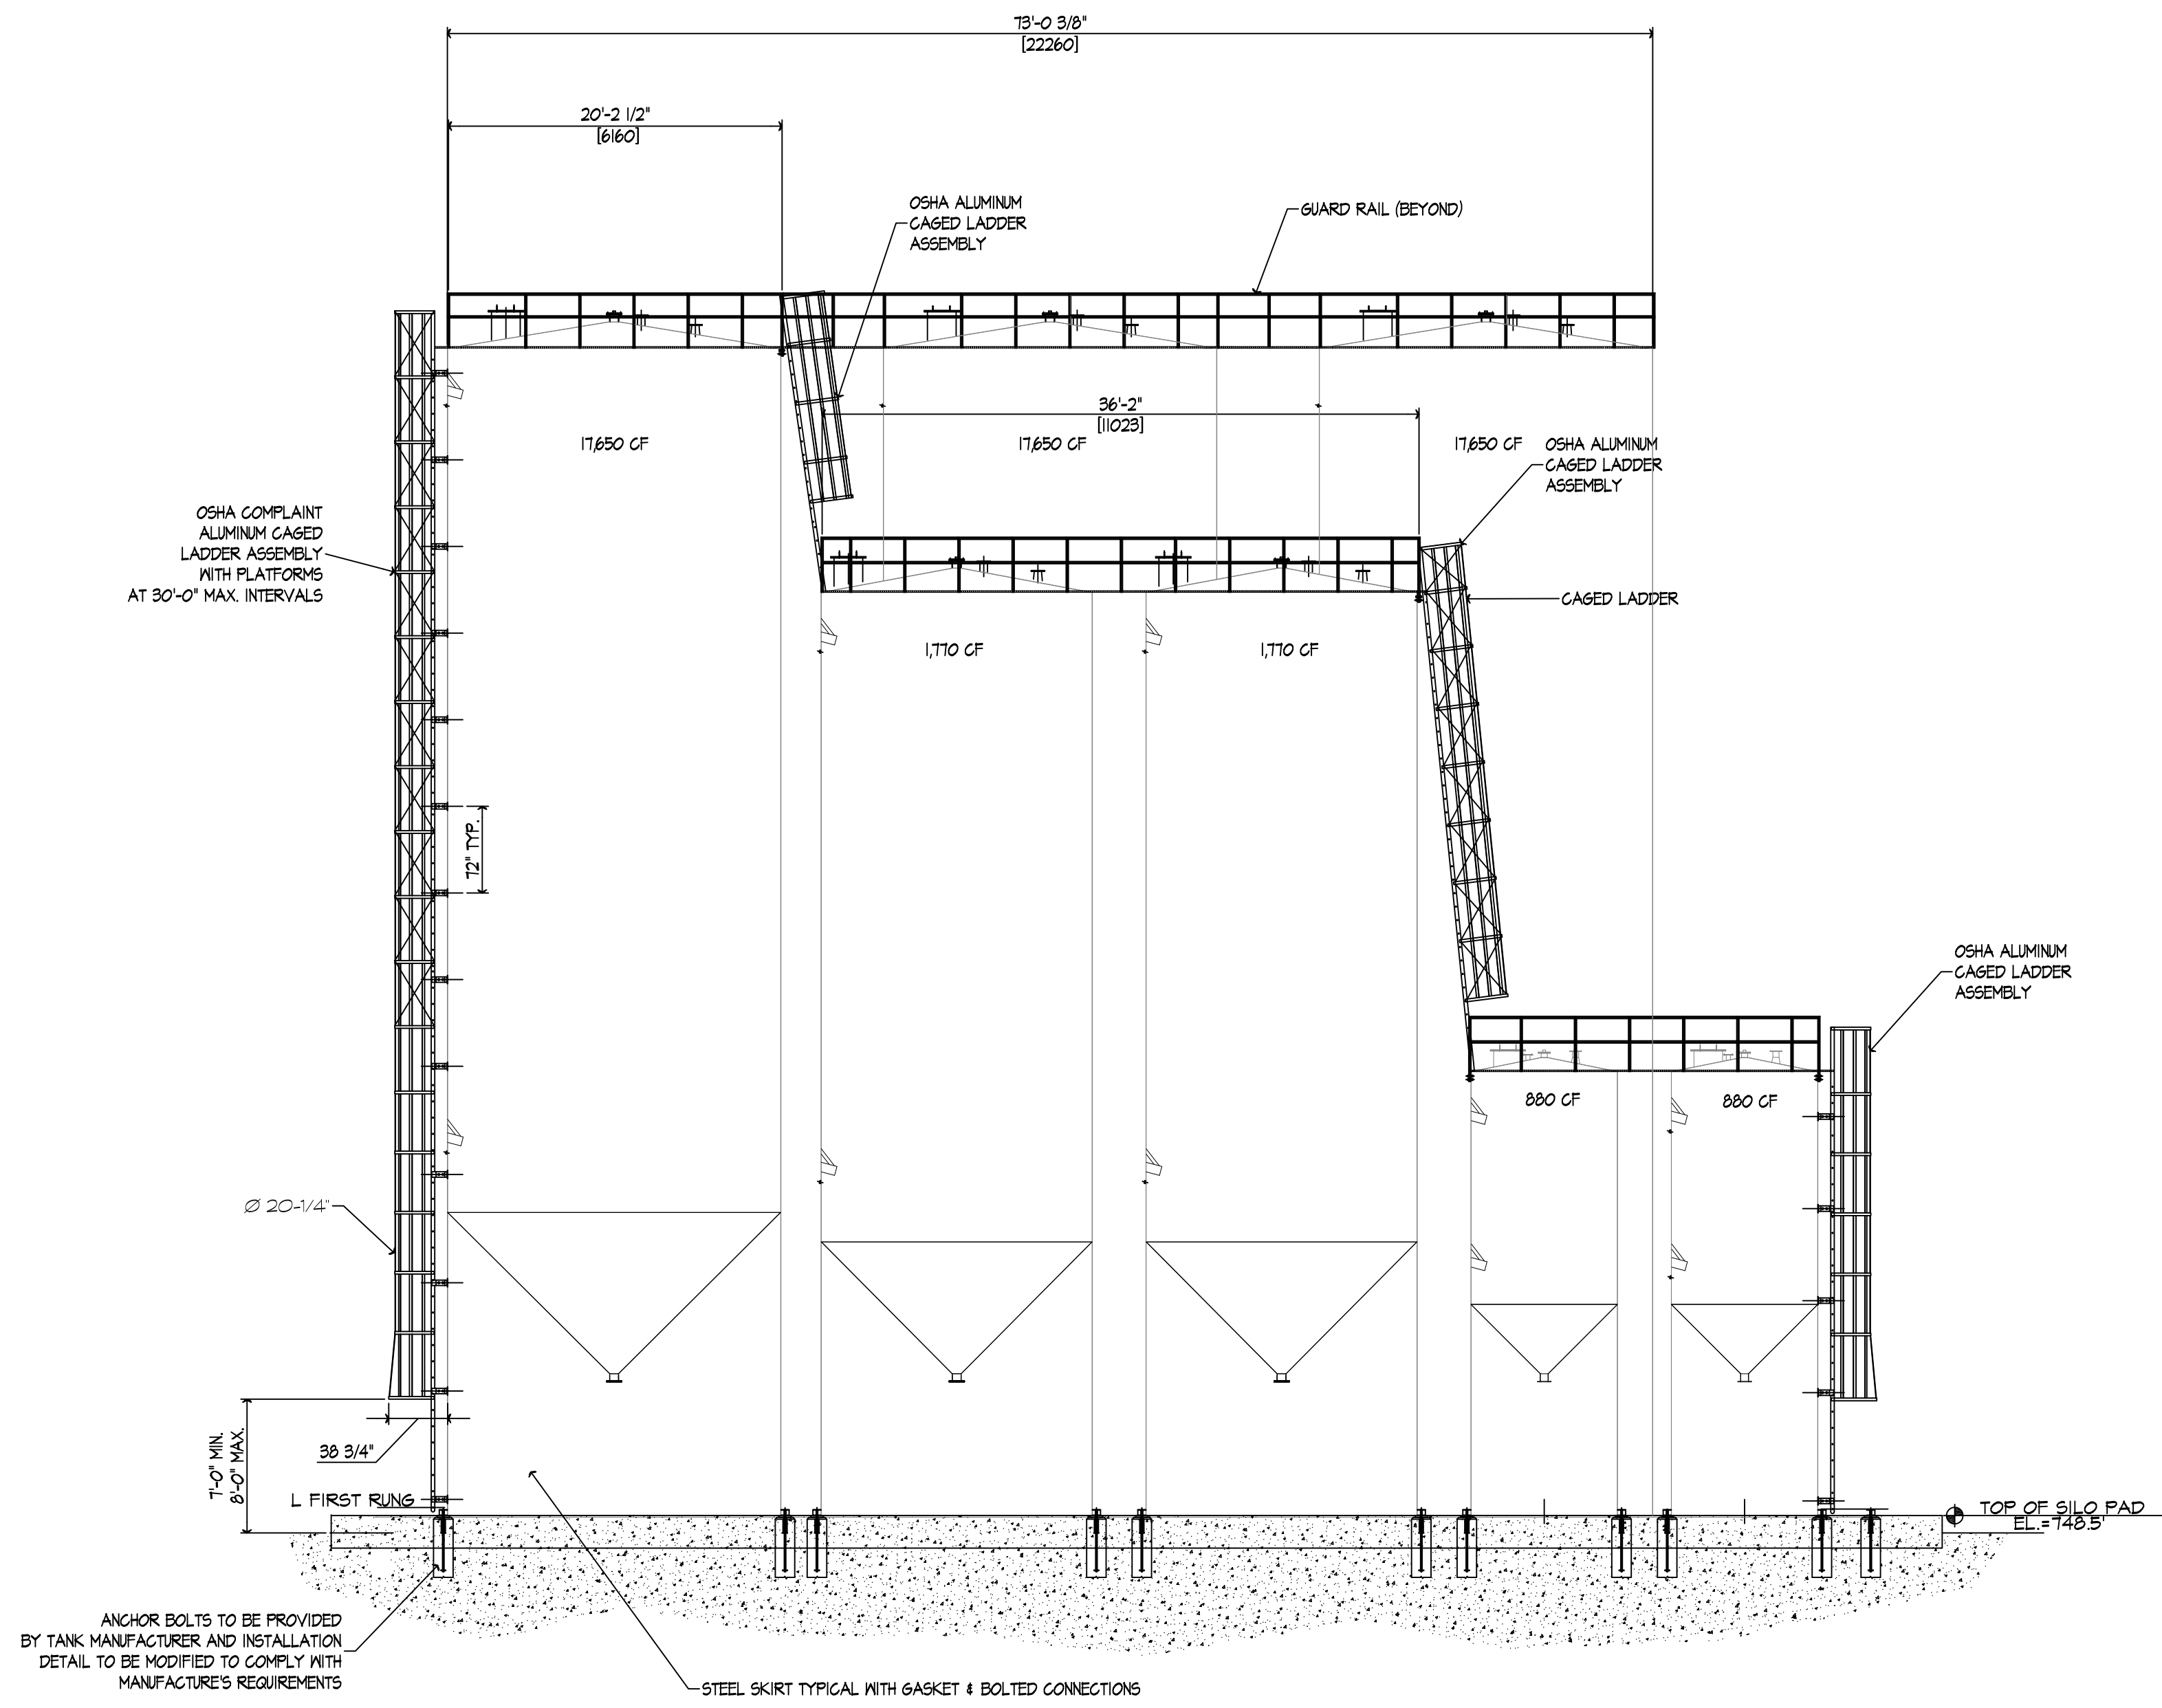 73'-0 3/8"
[22260]
20'-2 1/2"
[6160]
OSHA ALUMINUM
CAGED LADDER
ASSEMBLY
GUARD RAIL (BEYOND)
36'-2"
[11023]
17,650 CF
17,650 CF
17,650 CF
OSHA ALUMINUM
CAGED LADDER
ASSEMBLY
OSHA COMPLAINT
ALUMINUM CAGED
LADDER ASSEMBLY
WITH PLATFORMS
AT 30'-0" MAX. INTERVALS
CAGED LADDER
1,770 CF
1,770 CF
72" TYP.
OSHA ALUMINUM
CAGED LADDER
ASSEMBLY
880 CF
880 CF
Ø 20-1/4"
7'-0" MIN.
8'-0" MAX.
38 3/4"
L FIRST RUNG
TOP OF SILO PAD
EL.=748.5'
ANCHOR BOLTS TO BE PROVIDED
BY TANK MANUFACTURER AND INSTALLATION
DETAIL TO BE MODIFIED TO COMPLY WITH
MANUFACTURE'S REQUIREMENTS
STEEL SKIRT TYPICAL WITH GASKET & BOLTED CONNECTIONS